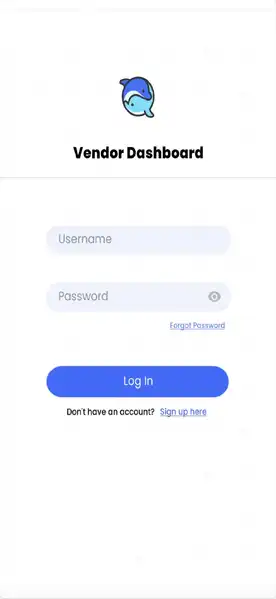 Vendor Dashboard
Username
Password
Forgot Password
Log In
Don't have an account? Sign up here